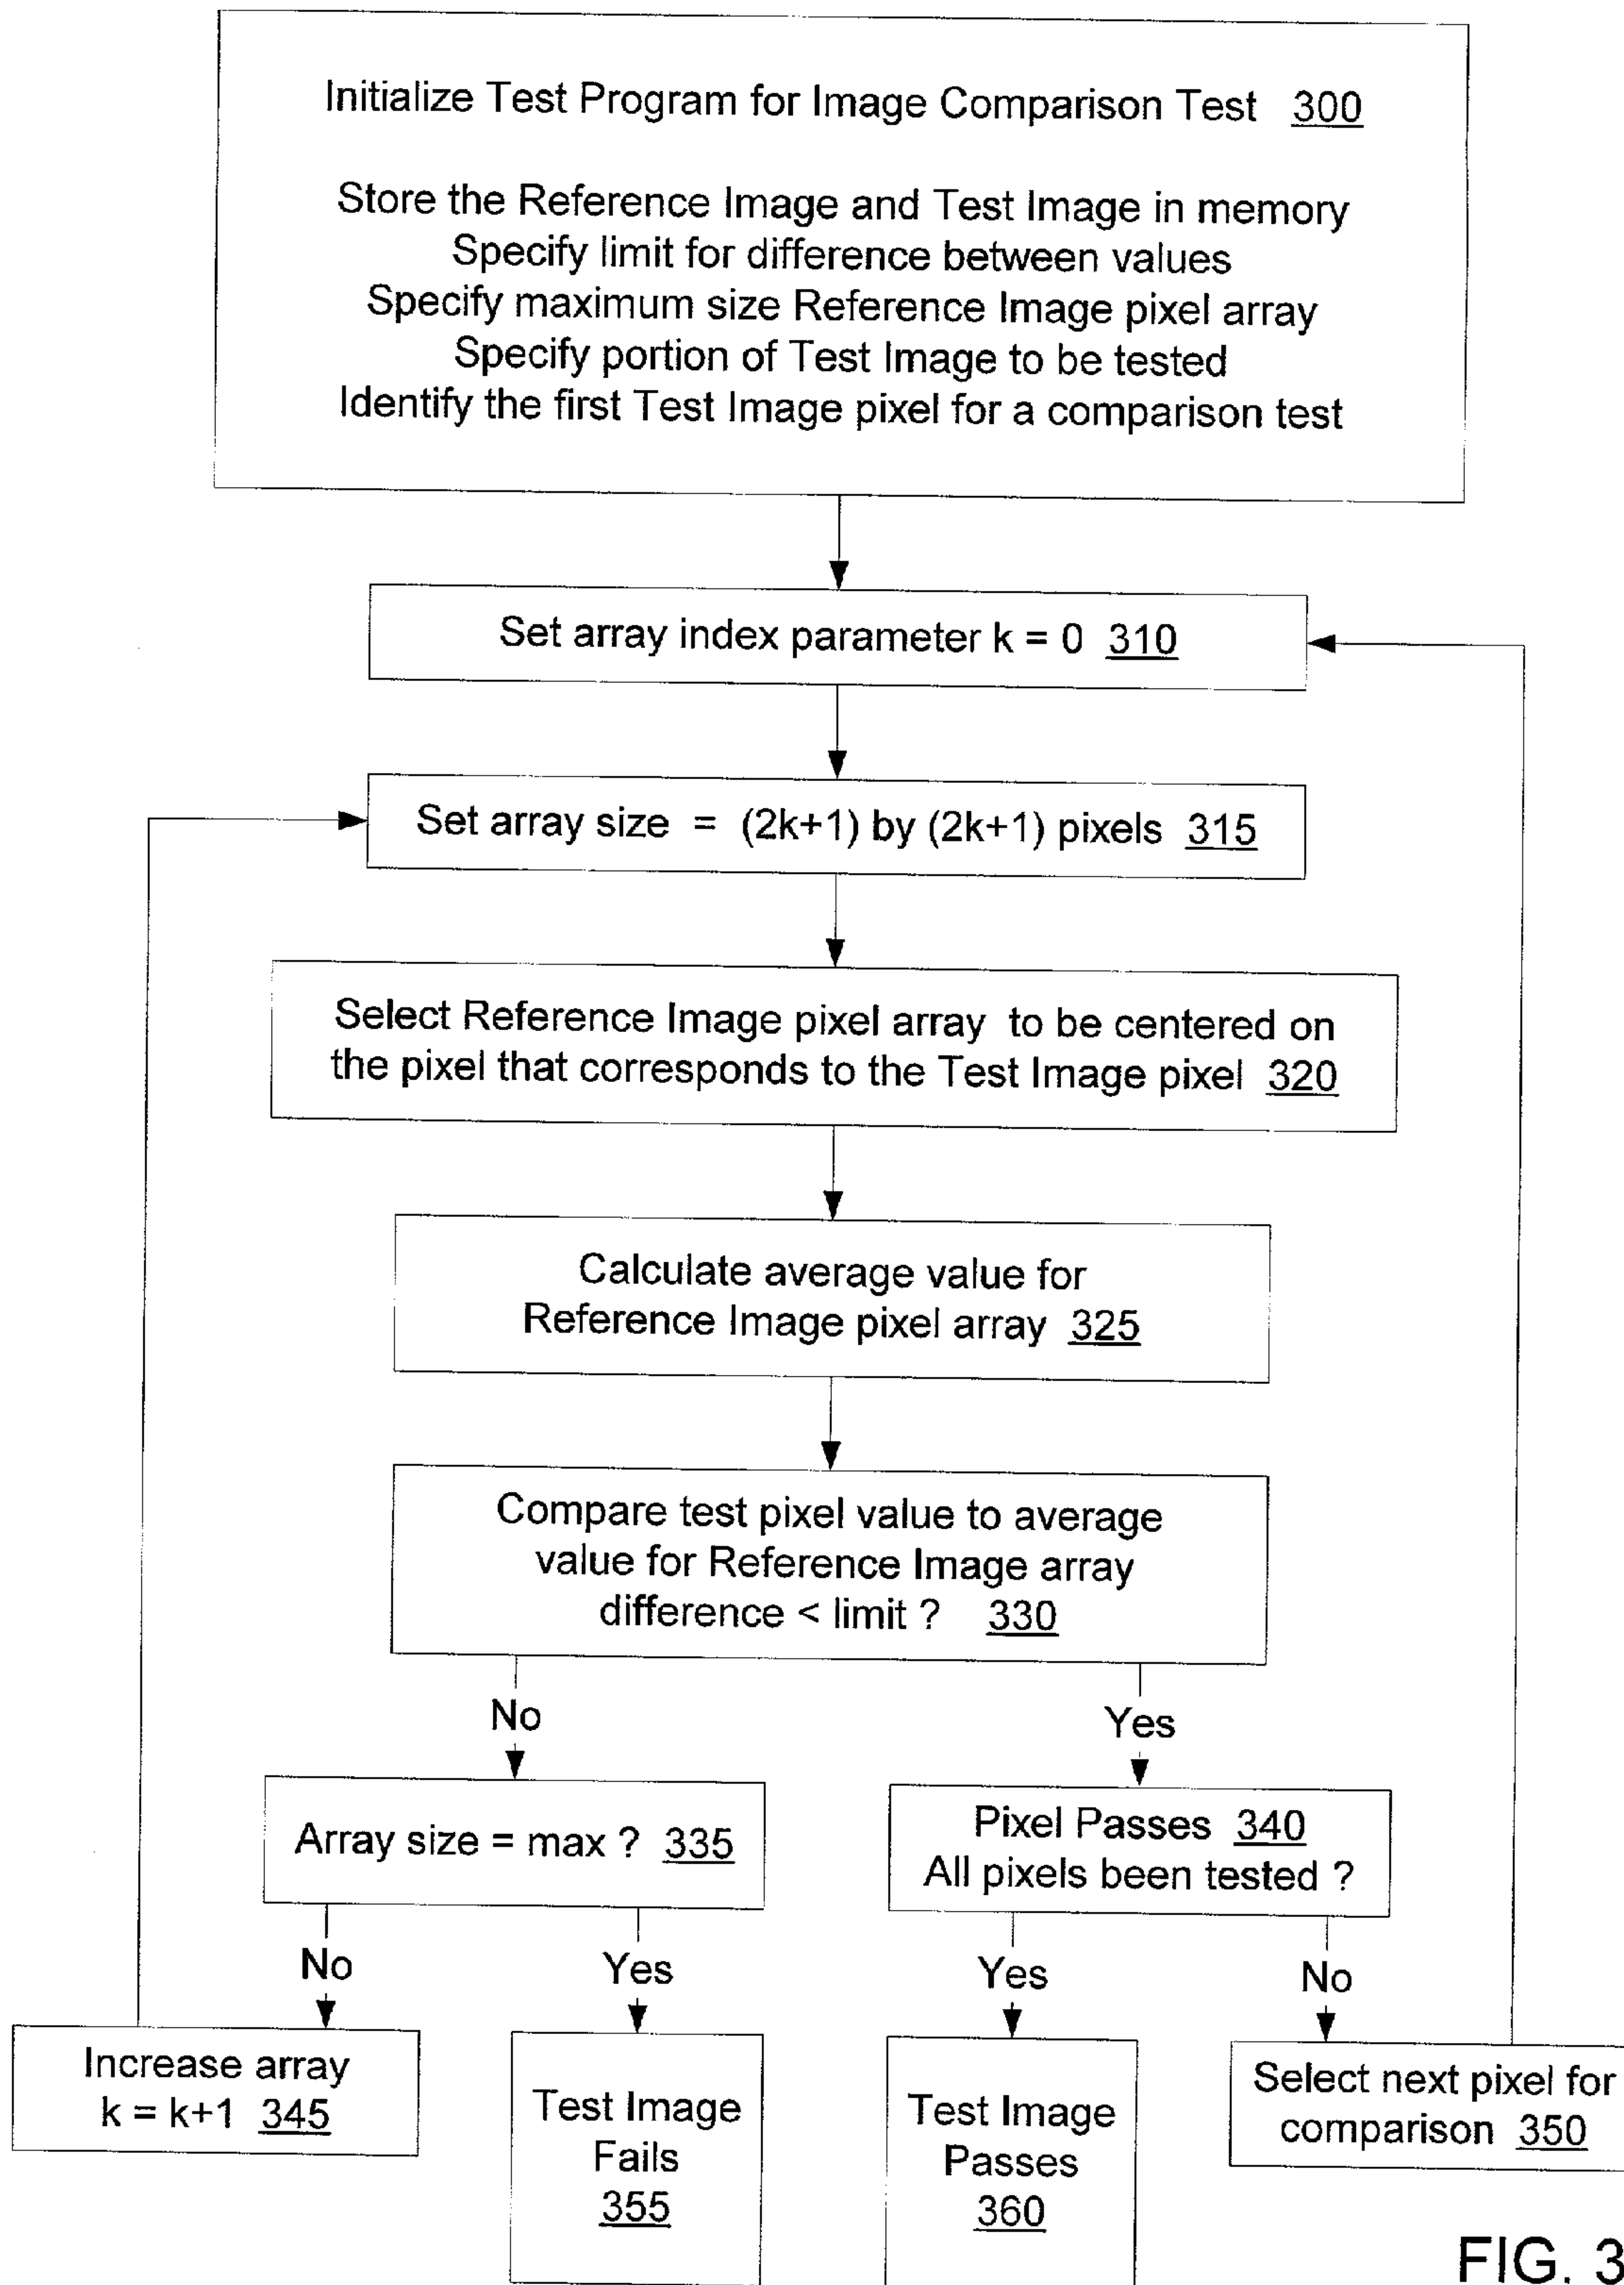 Initialize Test Program for Image Comparison Test 300
Store the Reference Image and Test Image in memory
Specify limit for difference between values
Specify maximum size Reference Image pixel array
Specify portion of Test Image to be tested
Identify the first Test Image pixel for a comparison test
Set array index parameter k = 0 310
Set array size = (2k+1) by (2k+1) pixels 315
Select Reference Image pixel array to be centered on
the pixel that corresponds to the Test Image pixel 320
Calculate average value for
Reference Image pixel array 325
Compare test pixel value to average
value for Reference Image array
difference < limit ? 330
No
Yes
Array size = max ? 335
Pixel Passes 340
All pixels been tested ?
No
Yes
Yes
No
Increase array
k = k+1 345
Test Image
Fails
355
Test Image
Passes
360
Select next pixel for
comparison 350
FIG. 3